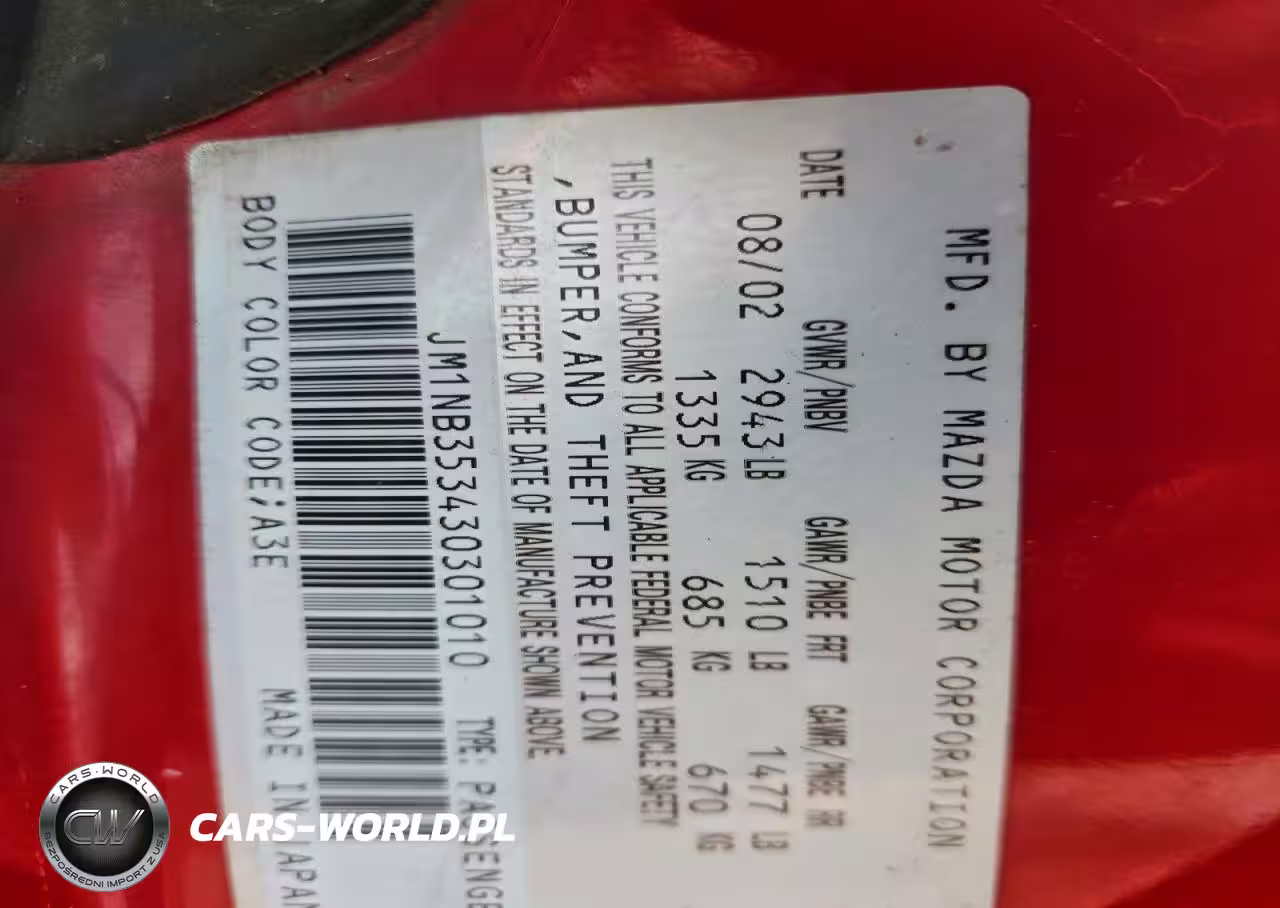 MFD. BY MAZDA MOTOR CORPORATION
DATE GVWR/PNBV GAWR/PNBE FRT GAWR/PNBE RR
08/02 2943 LB 1510 LB 1477 LB
1335 KG 685 KG 670 KG
THIS VEHICLE CONFORMS TO ALL APPLICABLE FEDERAL MOTOR VEHICLE SAFETY
,BUMPER,AND THEFT PREVENTION
STANDARDS IN EFFECT ON THE DATE OF MANUFACTURE SHOWN ABOVE
JM1NB353430301010 TYPE: PASSENGE
BODY COLOR CODE;A3E MADE IN JAPAN
CARS-WORLD
CW
BEZPOŚREDNI IMPORT Z USA
CARS-WORLD.PL